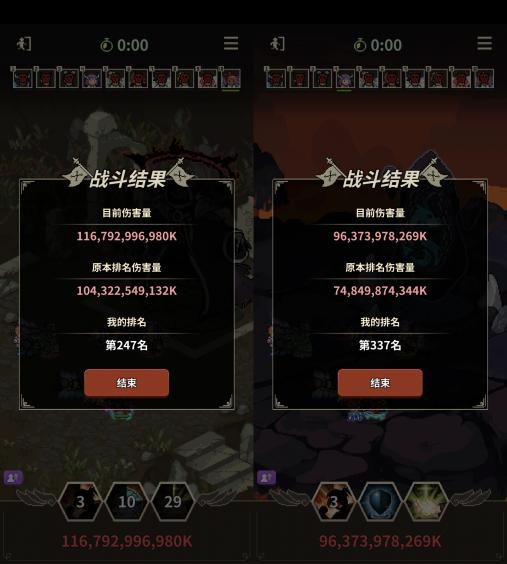 0:00
战斗结果
目前伤害量
116,792,996,980K
原本排名伤害量
104,322,549,132K
我的排名
第247名
结束
3
10
29
116,792,996,980K
0:00
战斗结果
目前伤害量
96,373,978,269K
原本排名伤害量
74,849,874,344K
我的排名
第337名
结束
3
96,373,978,269K